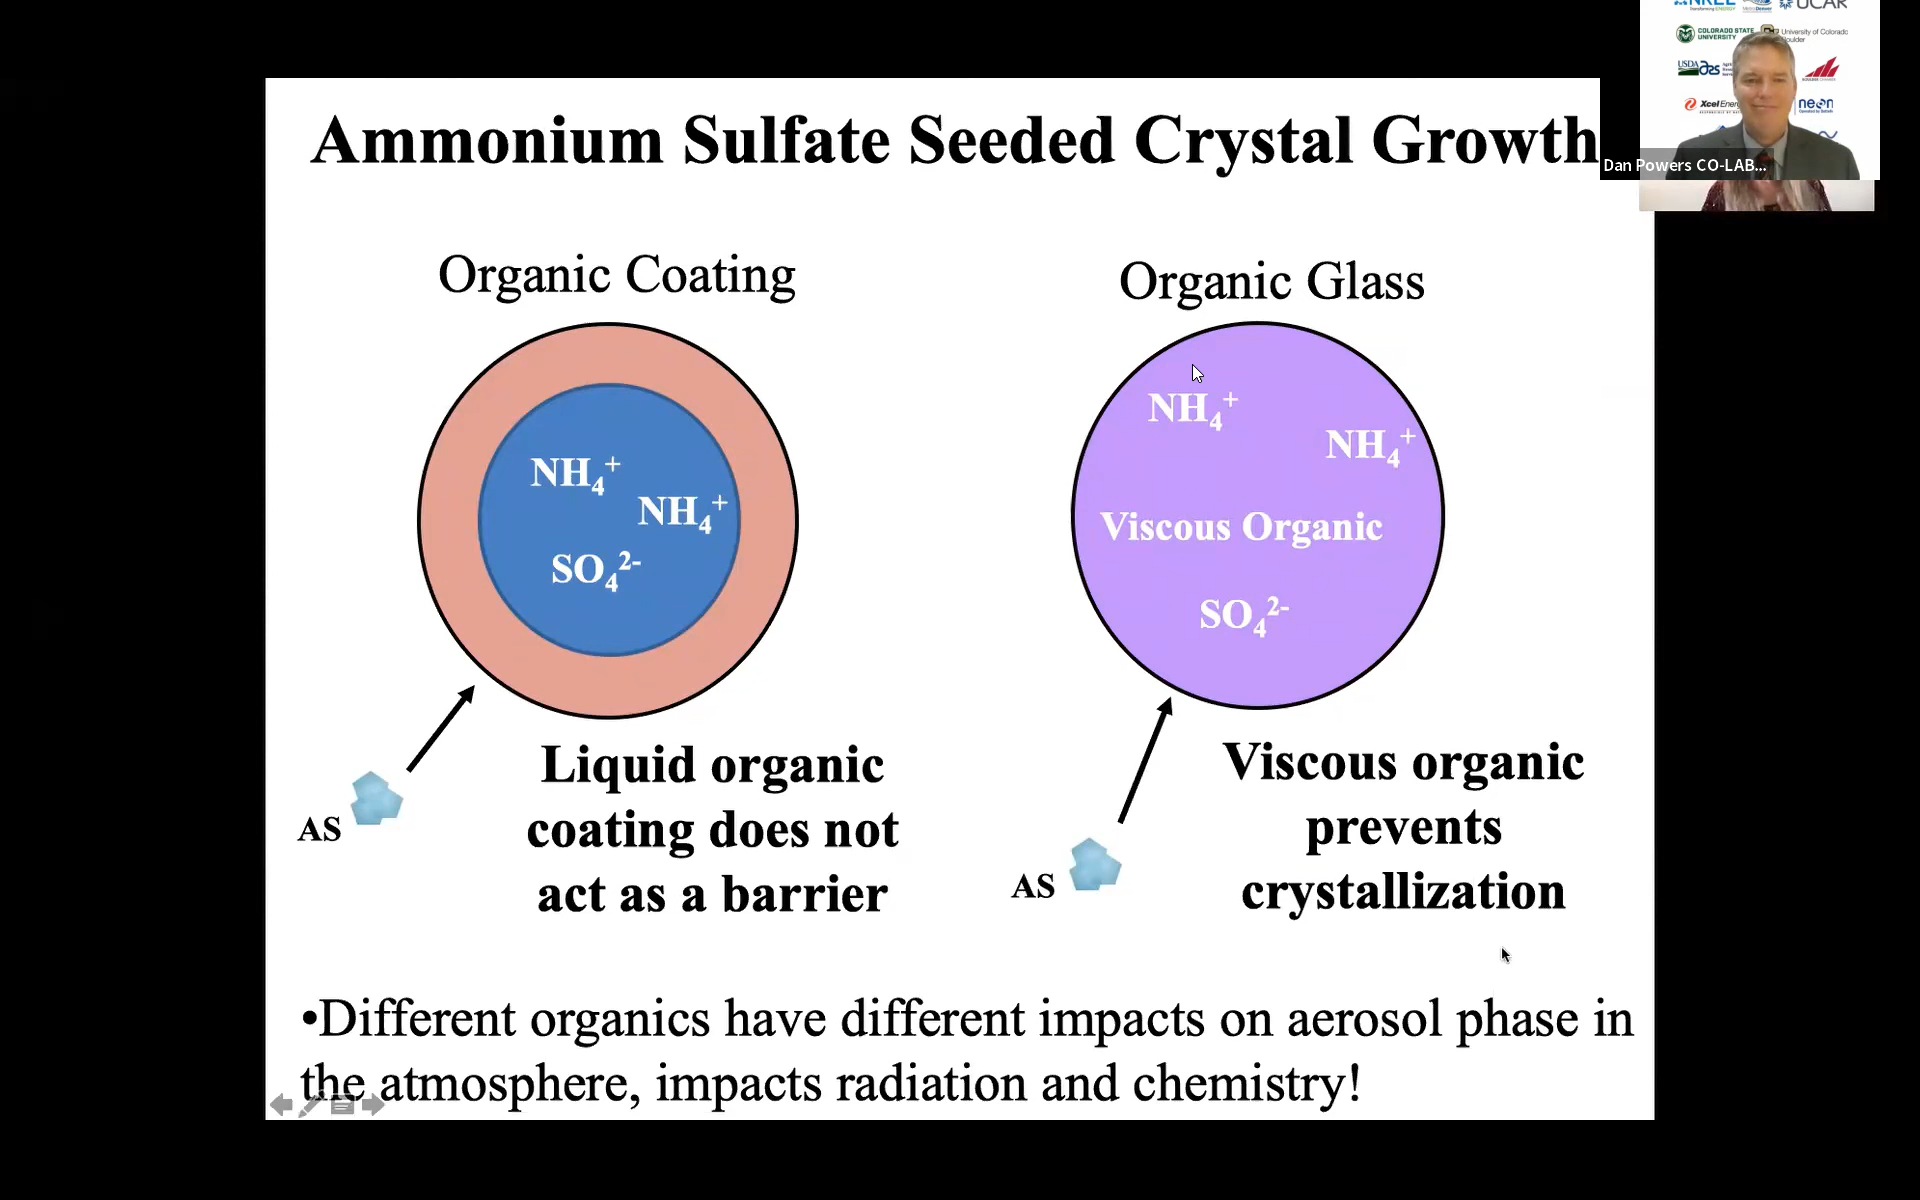 Ammonium Sulfate Seeded Crystal Growth
Organic Coating
Organic Glass
NH₄⁺
NH₄⁺
SO₄²⁻
NH₄⁺
NH₄⁺
Viscous Organic
SO₄²⁻
AS
Liquid organic
coating does not
act as a barrier
AS
Viscous organic
prevents
crystallization
•Different organics have different impacts on aerosol phase in
the atmosphere, impacts radiation and chemistry!
NREL
UCAR
COLORADO STATE
UNIVERSITY
University of Colorado
Boulder
USDA
ars
Xcel Energ
neon
Dan Powers CO-LAB...